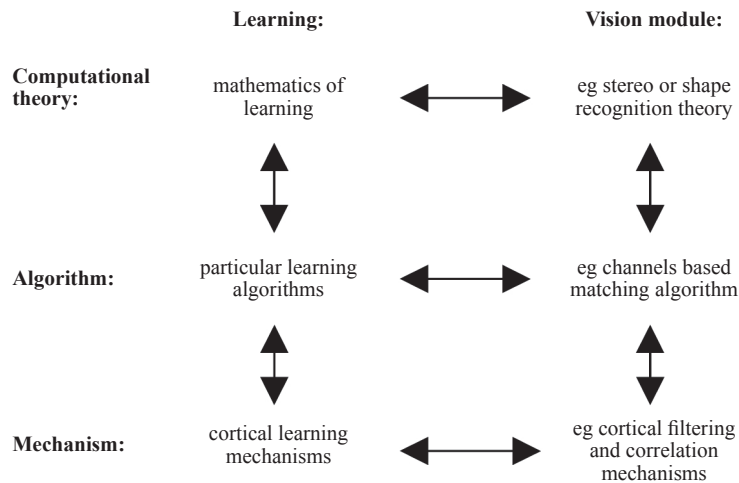 Learning:
Vision module:
Computational
theory:
mathematics of
learning
eg stereo or shape
recognition theory
Algorithm:
particular learning
algorithms
eg channels based
matching algorithm
Mechanism:
cortical learning
mechanisms
eg cortical filtering
and correlation
mechanisms